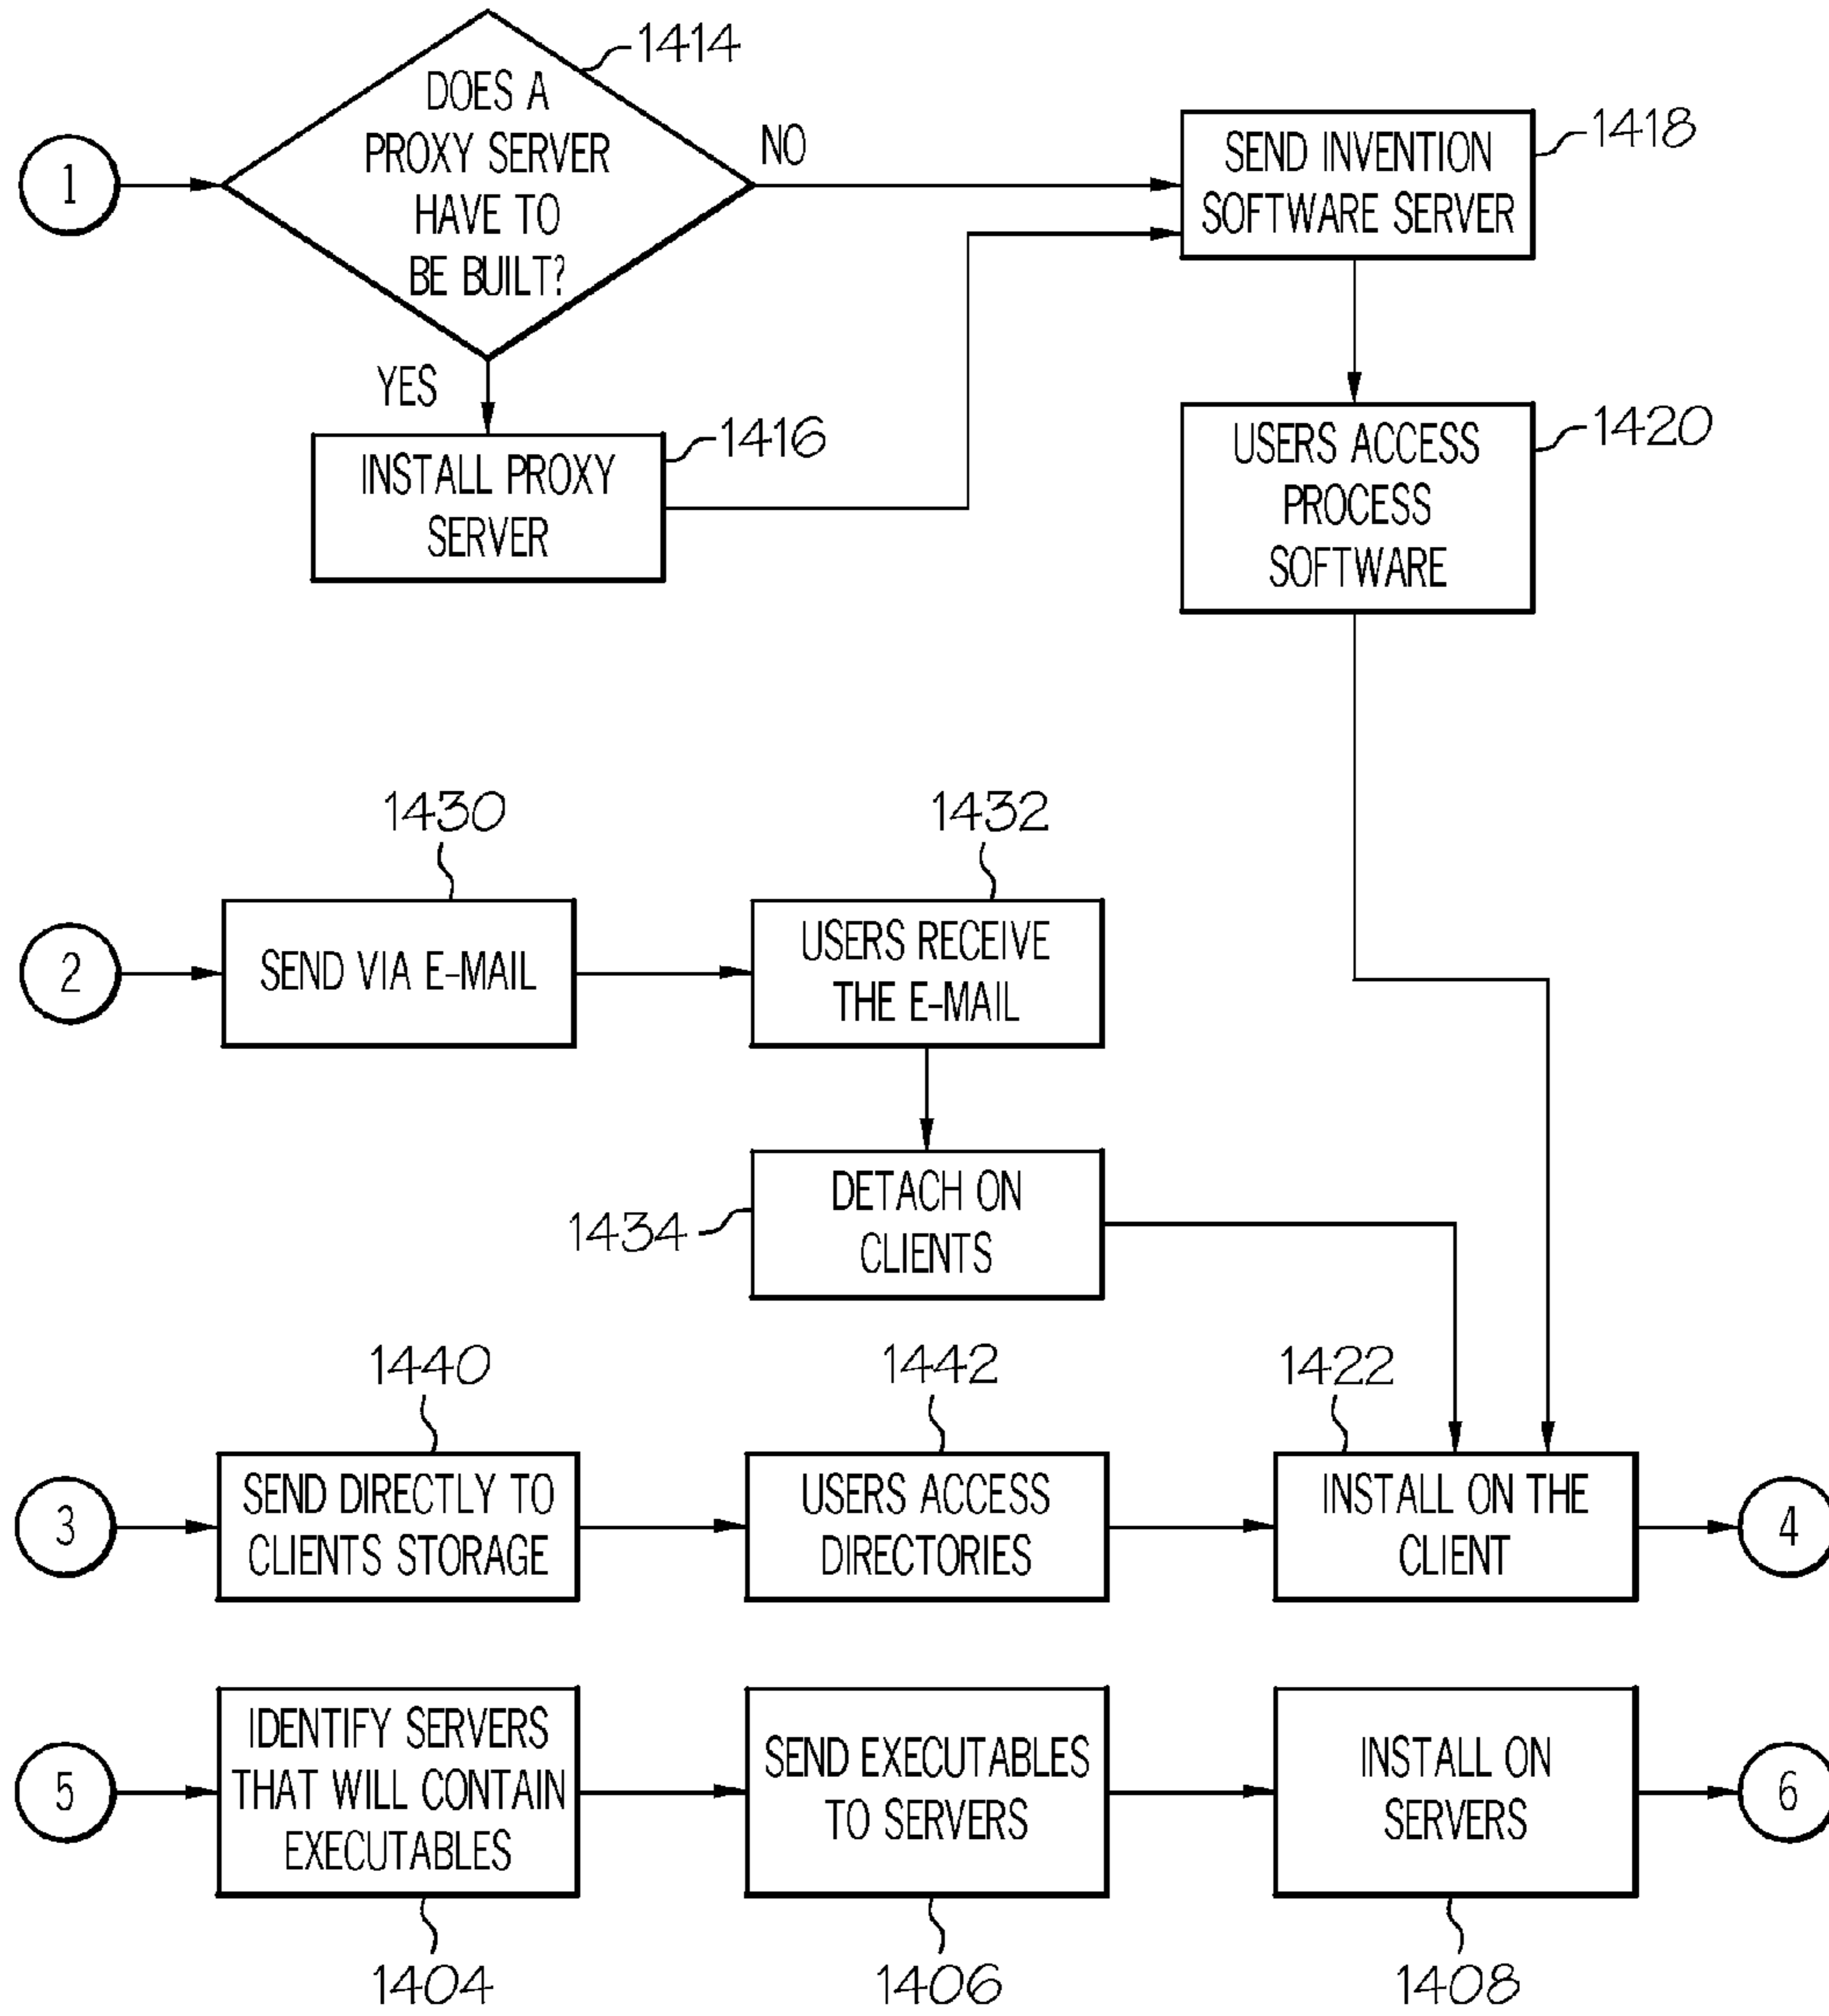 1414
DOES A
PROXY SERVER
HAVE TO
BE BUILT?
1
NO
YES
1416
INSTALL PROXY
SERVER
1418
SEND INVENTION
SOFTWARE SERVER
1420
USERS ACCESS
PROCESS
SOFTWARE
1430
1432
2
SEND VIA E-MAIL
USERS RECEIVE
THE E-MAIL
1434
DETACH ON
CLIENTS
1440
1442
1422
3
SEND DIRECTLY TO
CLIENTS STORAGE
USERS ACCESS
DIRECTORIES
INSTALL ON THE
CLIENT
4
5
IDENTIFY SERVERS
THAT WILL CONTAIN
EXECUTABLES
SEND EXECUTABLES
TO SERVERS
INSTALL ON
SERVERS
6
1404
1406
1408